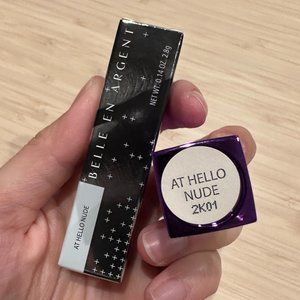 BELLE EN ARGENT
NET WT. 0.14 OZ. 2.8g
AT HELLO NUDE
AT HELLO
NUDE
2K01